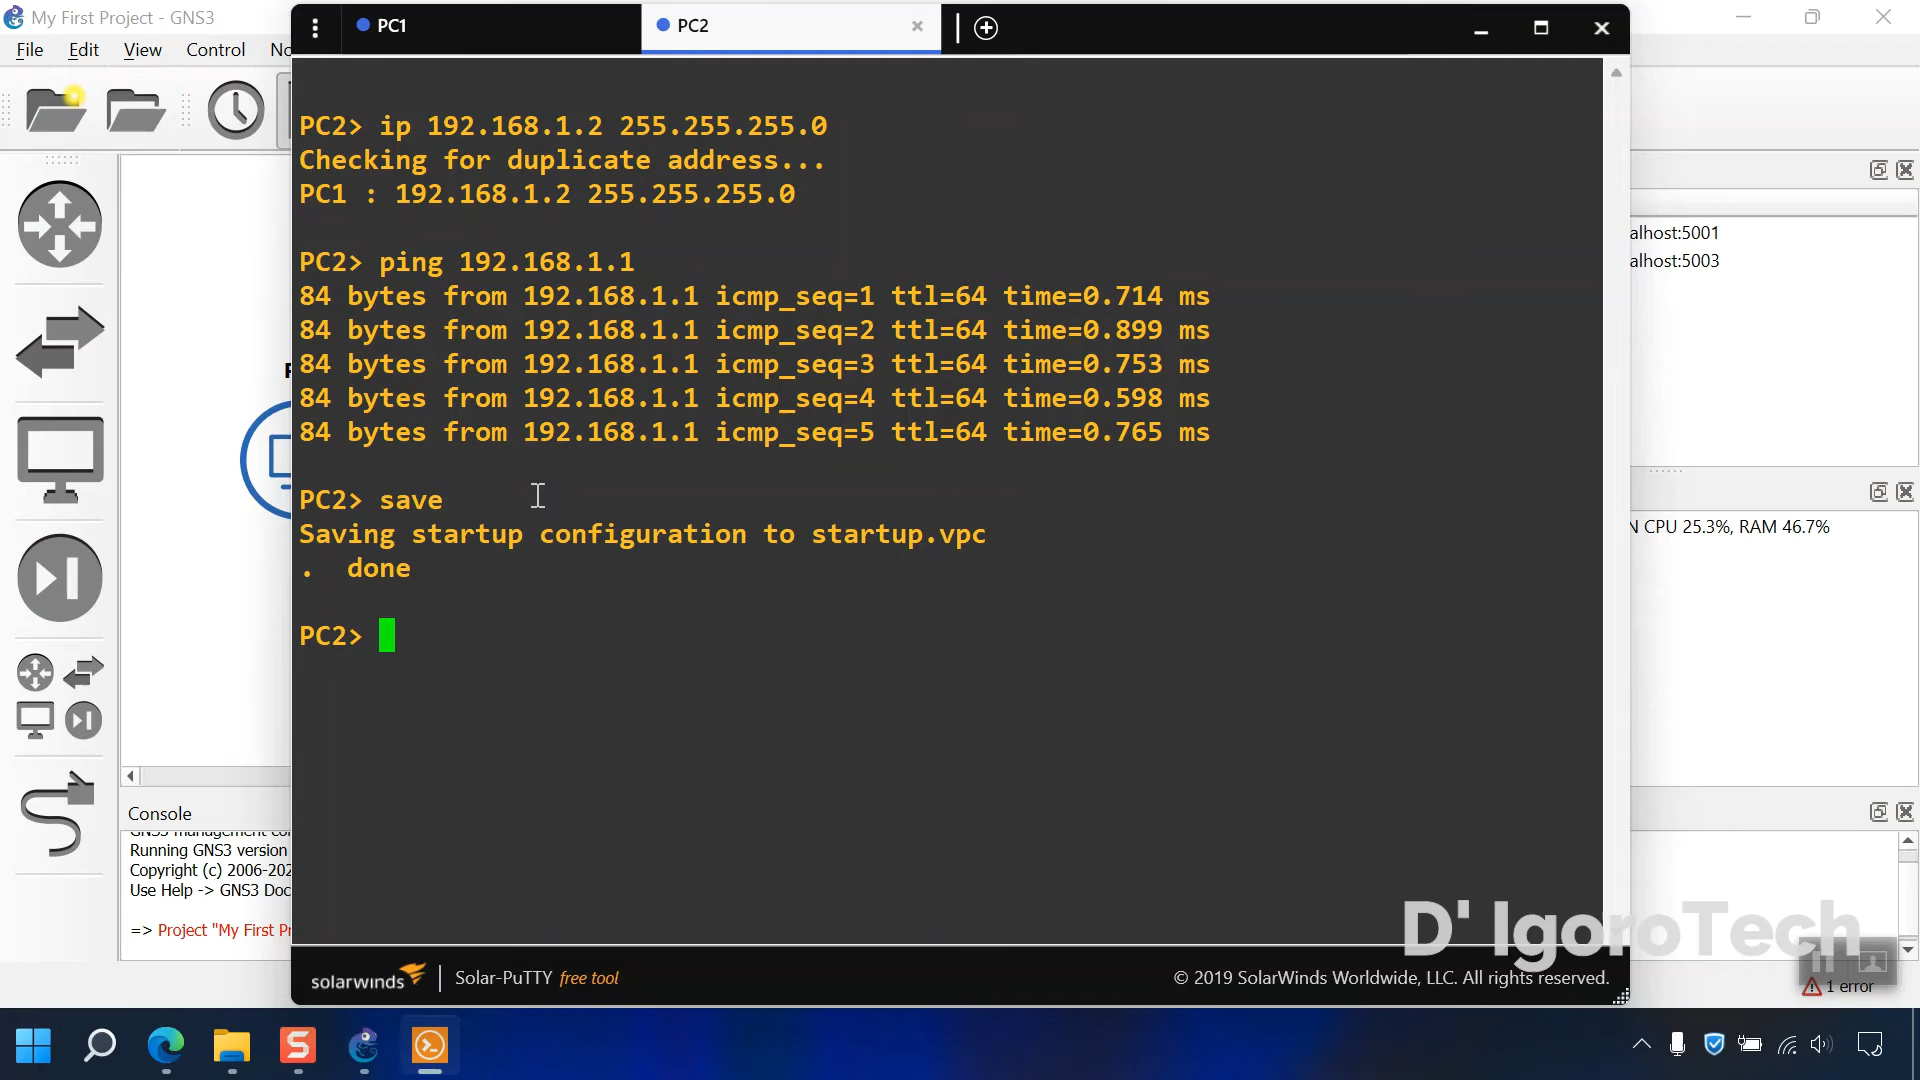 My First Project - GNS3
File Edit View Control
PC1
PC2
PC2> ip 192.168.1.2 255.255.255.0
Checking for duplicate address...
PC1 : 192.168.1.2 255.255.255.0
PC2> ping 192.168.1.1
84 bytes from 192.168.1.1 icmp_seq=1 ttl=64 time=0.714 ms
84 bytes from 192.168.1.1 icmp_seq=2 ttl=64 time=0.899 ms
84 bytes from 192.168.1.1 icmp_seq=3 ttl=64 time=0.753 ms
84 bytes from 192.168.1.1 icmp_seq=4 ttl=64 time=0.598 ms
84 bytes from 192.168.1.1 icmp_seq=5 ttl=64 time=0.765 ms
PC2> save
Saving startup configuration to startup.vpc
. done
PC2>
alhost:5001
alhost:5003
CPU 25.3%, RAM 46.7%
Console
GNS3 management
Running GNS3 version
Copyright (c) 2006-202
Use Help -> GNS3 Doc
=> Project "My First Pr
D' IgoroTech
solarwinds
Solar-PuTTY free tool
© 2019 SolarWinds Worldwide, LLC. All rights reserved.
1 error